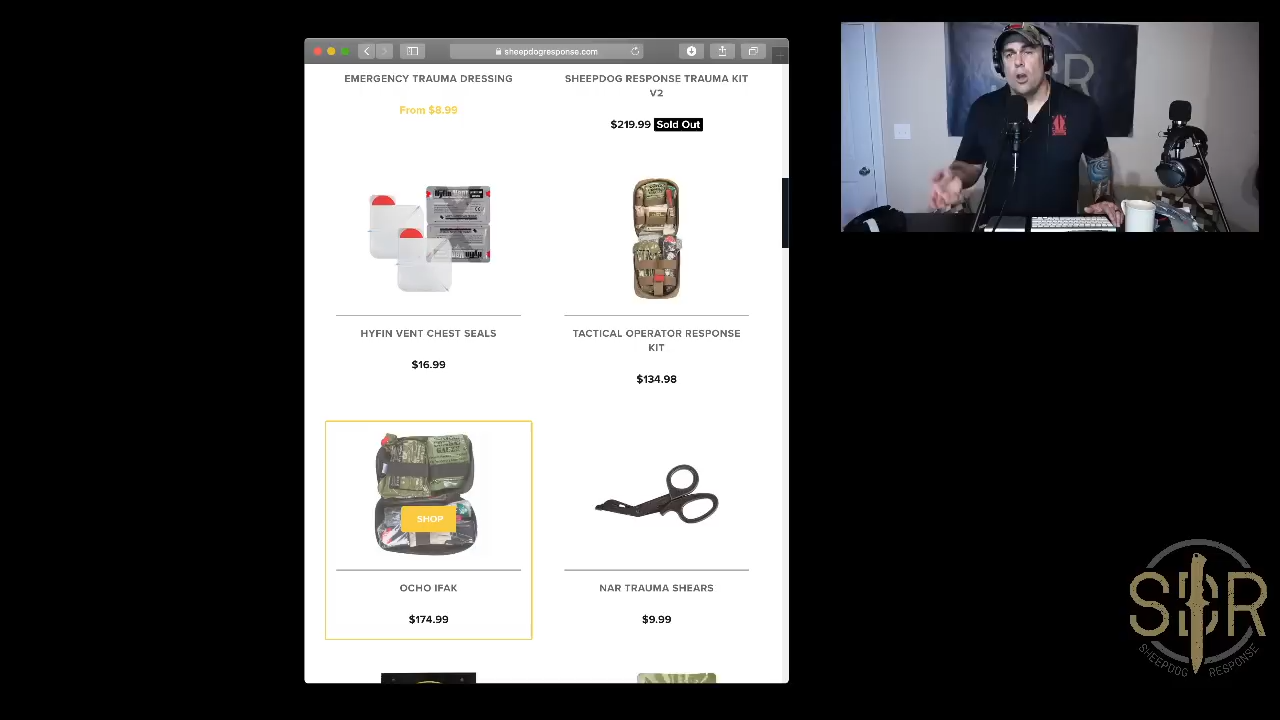 sheepdogresponse.com
EMERGENCY TRAUMA DRESSING
From $8.99
SHEEPDOG RESPONSE TRAUMA KIT
V2
$219.99 Sold Out
HYFIN VENT CHEST SEALS
$16.99
TACTICAL OPERATOR RESPONSE
KIT
$134.98
SHOP
OCHO IFAK
$174.99
NAR TRAUMA SHEARS
$9.99
SDR
SHEEPDOG RESPONSE